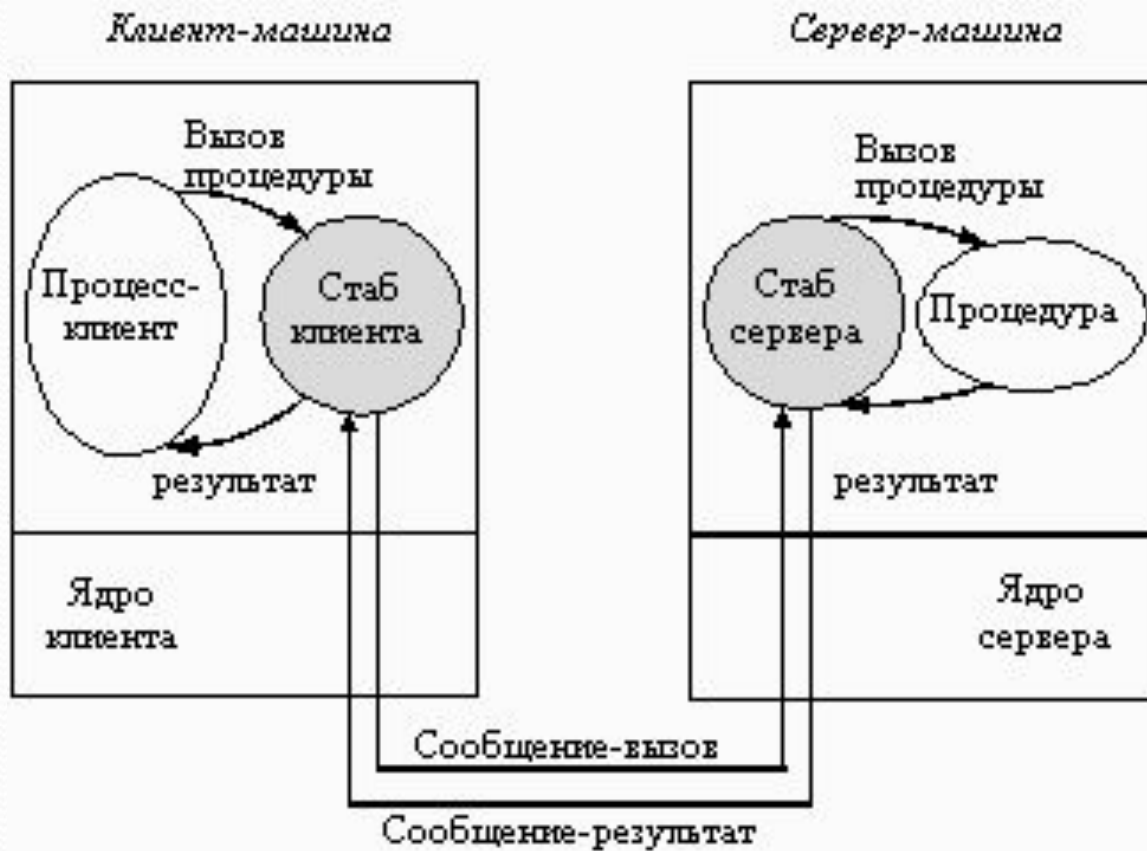 Клиент-машина
Сервер-машина
Вызов
процедуры
Вызов
процедуры
Процесс-
клиент
Стаб
клиента
Стаб
сервера
Процедура
результат
результат
Ядро
клиента
Ядро
сервера
Сообщение-вызов
Сообщение-результат